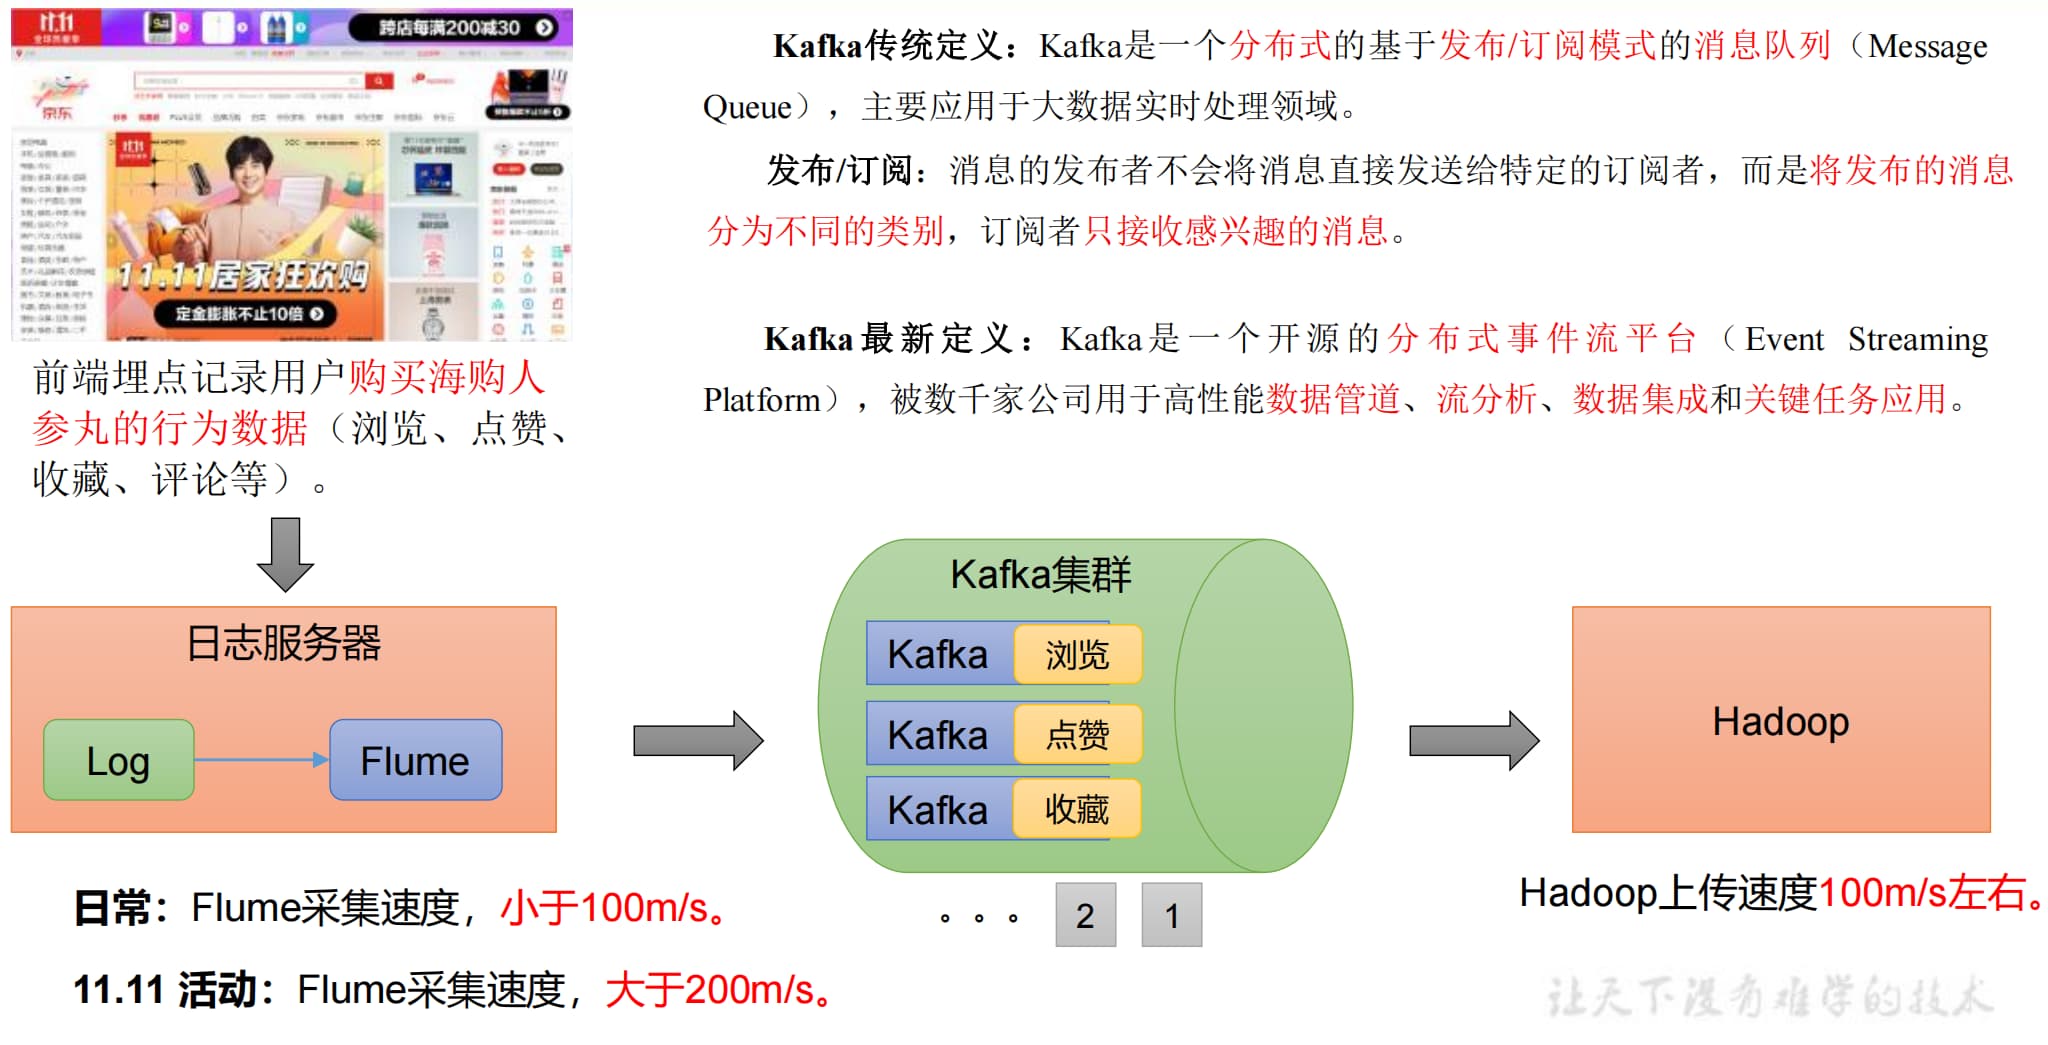 11.11
跨店每满200减30
京东
11.11
11.11居家狂欢购
定金膨胀不止10倍
前端埋点记录用户购买海购人
参丸的行为数据（浏览、点赞、
收藏、评论等）。
Kafka传统定义：Kafka是一个分布式的基于发布/订阅模式的消息队列（Message
Queue），主要应用于大数据实时处理领域。
发布/订阅：消息的发布者不会将消息直接发送给特定的订阅者，而是将发布的消息
分为不同的类别，订阅者只接收感兴趣的消息。
Kafka最新定义：Kafka是一个开源的分布式事件流平台（Event Streaming
Platform），被数千家公司用于高性能数据管道、流分析、数据集成和关键任务应用。
日志服务器
Log
Flume
Kafka集群
Kafka 浏览
Kafka 点赞
Kafka 收藏
。。。 2 1
Hadoop
日常：Flume采集速度，小于100m/s。
11.11 活动：Flume采集速度，大于200m/s。
Hadoop上传速度100m/s左右。
让天下没有难学的技术